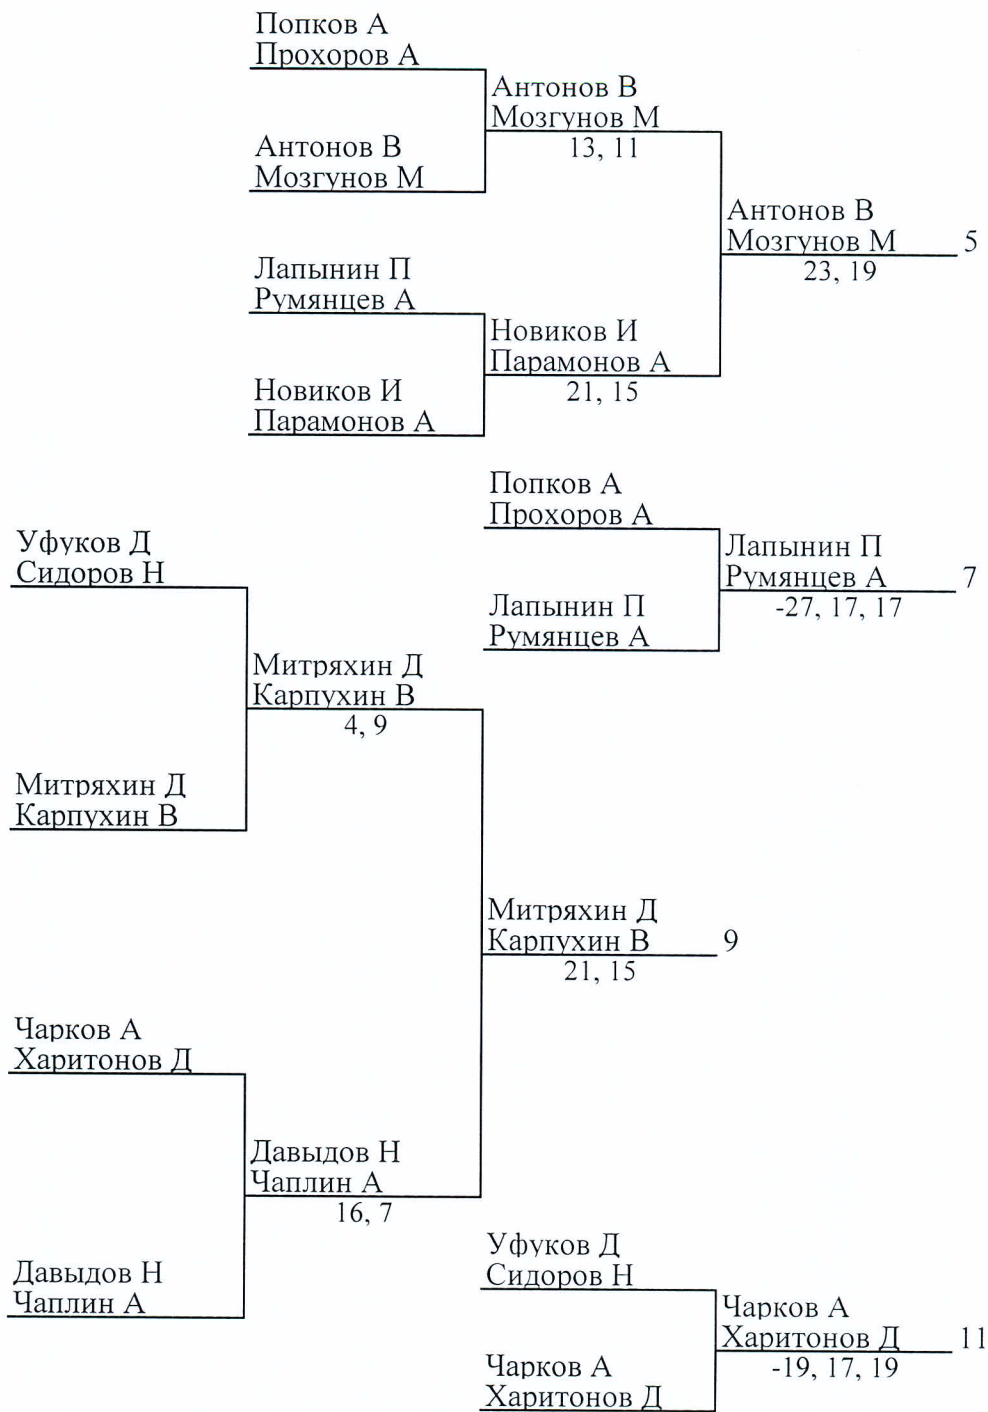 Попков А
Прохоров А
Антонов В
Мозгунов М
13, 11
Антонов В
Мозгунов М
Антонов В
Мозгунов М
5
23, 19
Лапынин П
Румянцев А
Новиков И
Парамонов А
21, 15
Новиков И
Парамонов А
Попков А
Прохоров А
Лапынин П
Румянцев А
7
-27, 17, 17
Лапынин П
Румянцев А
Уфуков Д
Сидоров Н
Митряхин Д
Карпухин В
4, 9
Митряхин Д
Карпухин В
Митряхин Д
Карпухин В
9
21, 15
Чарков А
Харитонов Д
Давыдов Н
Чаплин А
16, 7
Давыдов Н
Чаплин А
Уфуков Д
Сидоров Н
Чарков А
Харитонов Д
11
-19, 17, 19
Чарков А
Харитонов Д